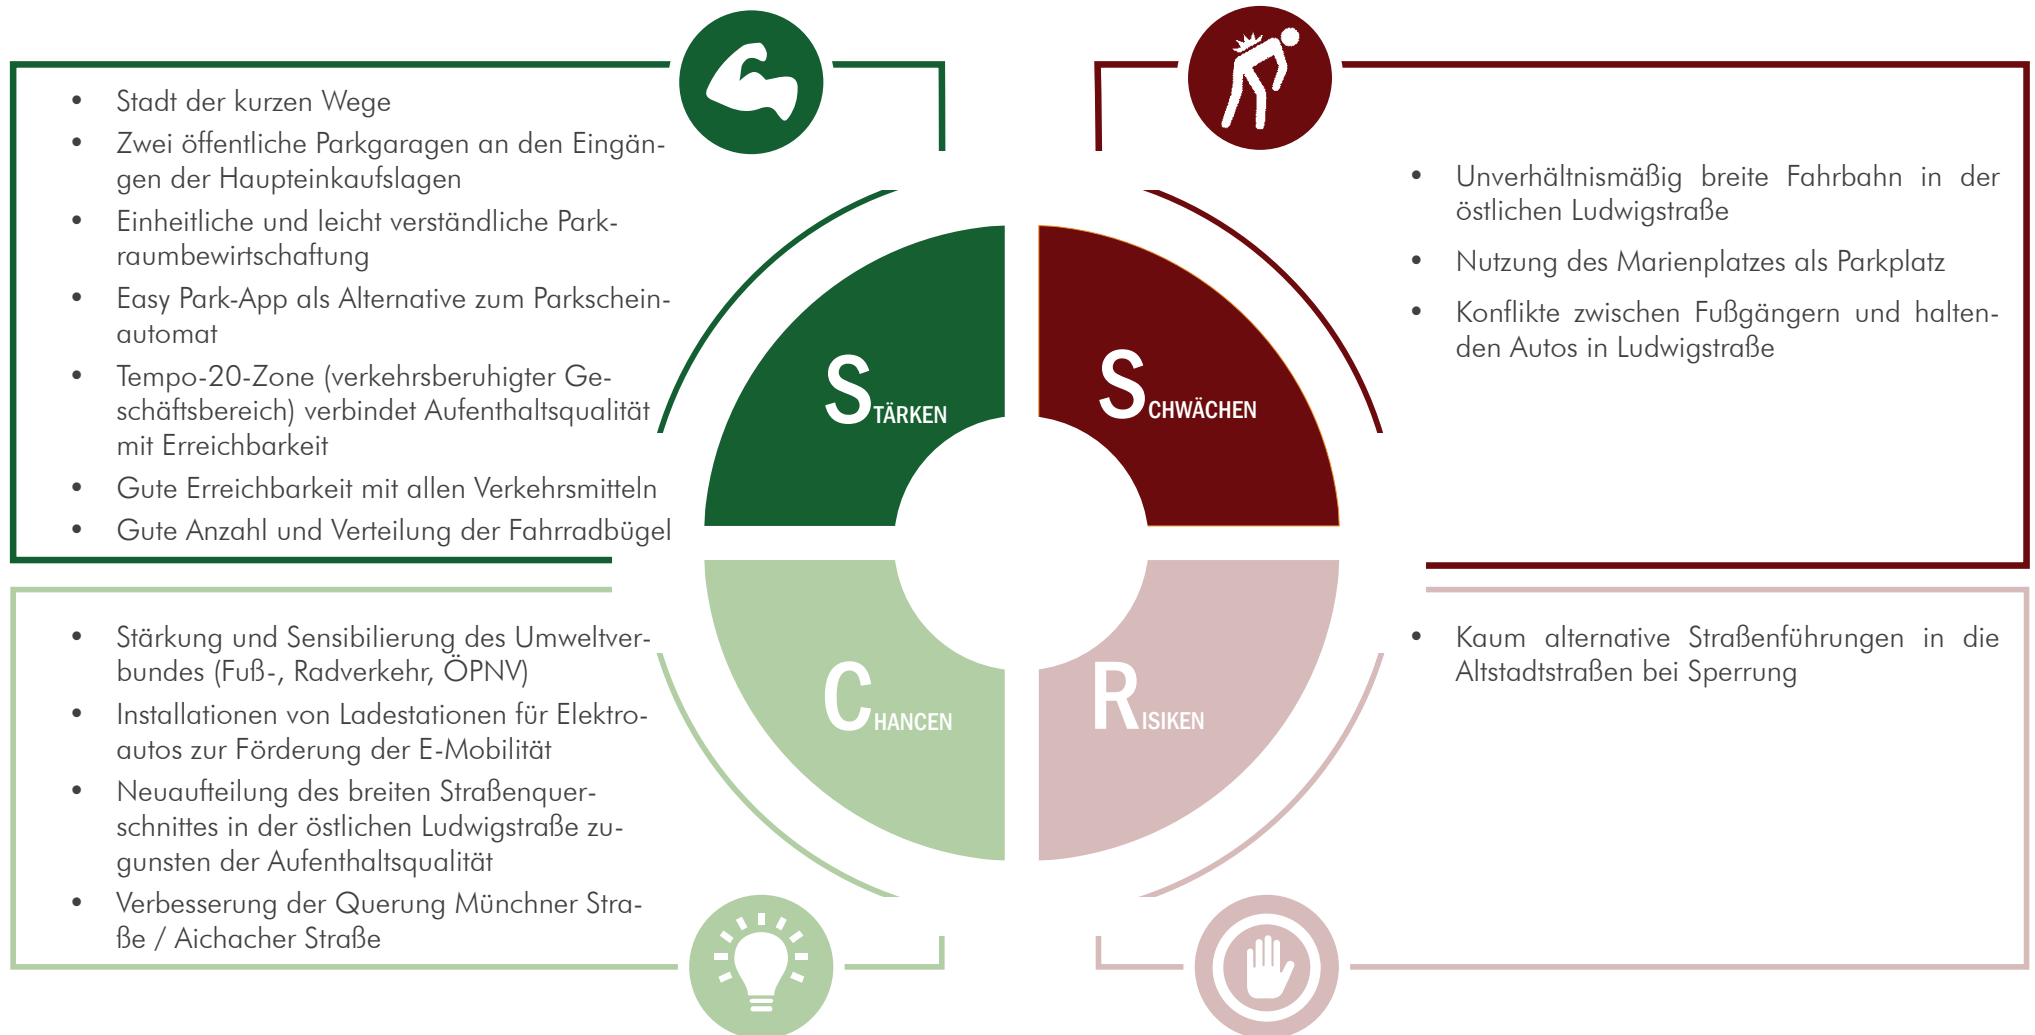 • Stadt der kurzen Wege
• Zwei öffentliche Parkgaragen an den Eingän-
gen der Haupteinkaufslagen
• Einheitliche und leicht verständliche Park-
raumbewirtschaftung
• Easy Park-App als Alternative zum Parkschein-
automat
• Tempo-20-Zone (verkehrsberuhigter Ge-
schäftsbereich) verbindet Aufenthaltsqualität
mit Erreichbarkeit
• Gute Erreichbarkeit mit allen Verkehrsmitteln
• Gute Anzahl und Verteilung der Fahrradbügel
STÄRKEN
SCHWÄCHEN
• Unverhältnismäßig breite Fahrbahn in der
östlichen Ludwigstraße
• Nutzung des Marienplatzes als Parkplatz
• Konflikte zwischen Fußgängern und halten-
den Autos in Ludwigstraße
• Stärkung und Sensibilierung des Umweltver-
bundes (Fuß-, Radverkehr, ÖPNV)
• Installationen von Ladestationen für Elektro-
autos zur Förderung der E-Mobilität
• Neuaufteilung des breiten Straßenquer-
schnittes in der östlichen Ludwigstraße zu-
gunsten der Aufenthaltsqualität
• Verbesserung der Querung Münchner Stra-
ße / Aichacher Straße
CHANCEN
RISIKEN
• Kaum alternative Straßenführungen in die
Altstadtstraßen bei Sperrung